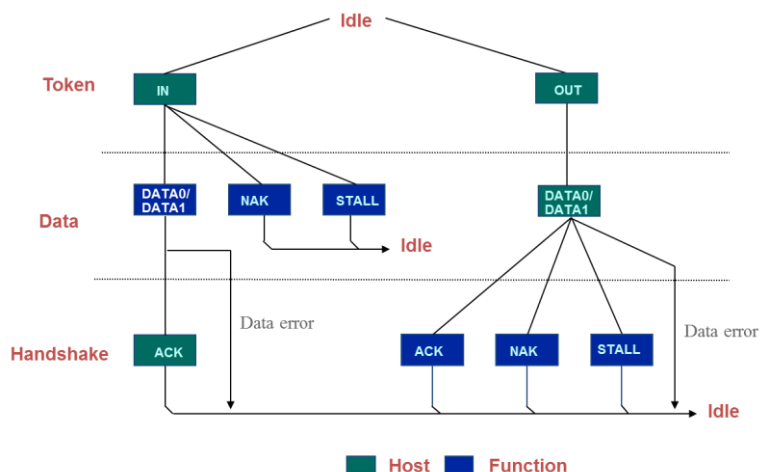 Idle
Token
IN
OUT
DATA0/
DATA1
NAK
STALL
DATA0/
DATA1
Data
Idle
Data error
Data error
Handshake
ACK
ACK
NAK
STALL
Idle
Host
Function